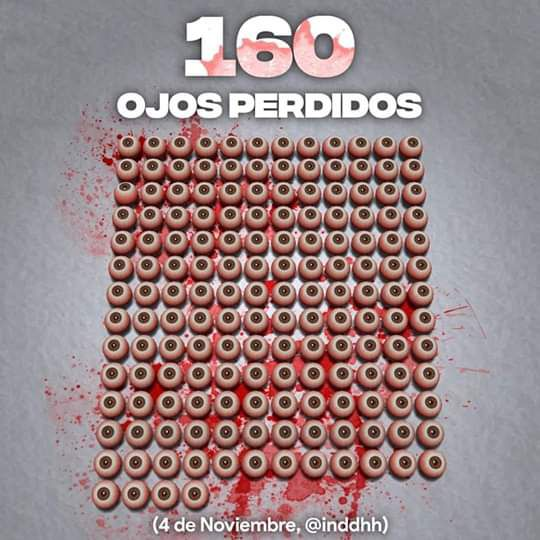 160
OJOS PERDIDOS
(4 de Noviembre, @inddhh)